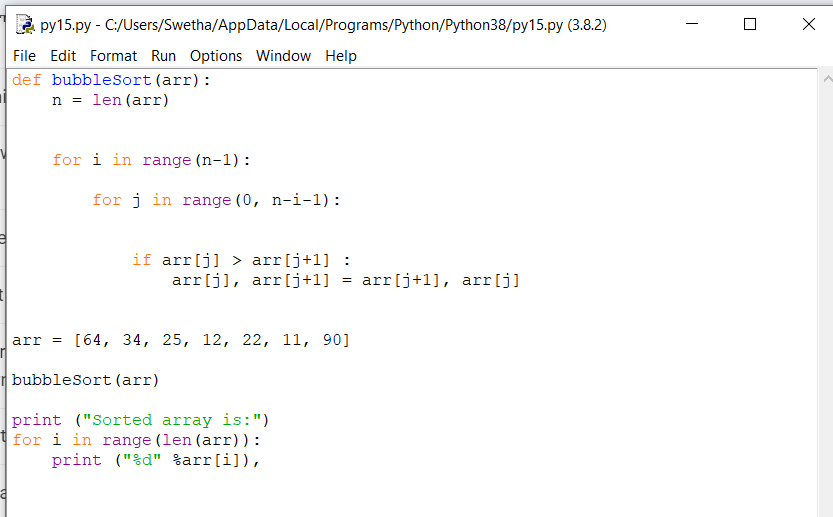 py15.py - C:/Users/Swetha/AppData/Local/Programs/Python/Python38/py15.py (3.8.2)
File Edit Format Run Options Window Help
def bubbleSort(arr):
    n = len(arr)
    for i in range(n-1):
        for j in range(0, n-i-1):
            if arr[j] > arr[j+1] :
                arr[j], arr[j+1] = arr[j+1], arr[j]
arr = [64, 34, 25, 12, 22, 11, 90]
bubbleSort(arr)
print ("Sorted array is:")
for i in range(len(arr)):
    print ("%d" %arr[i]),